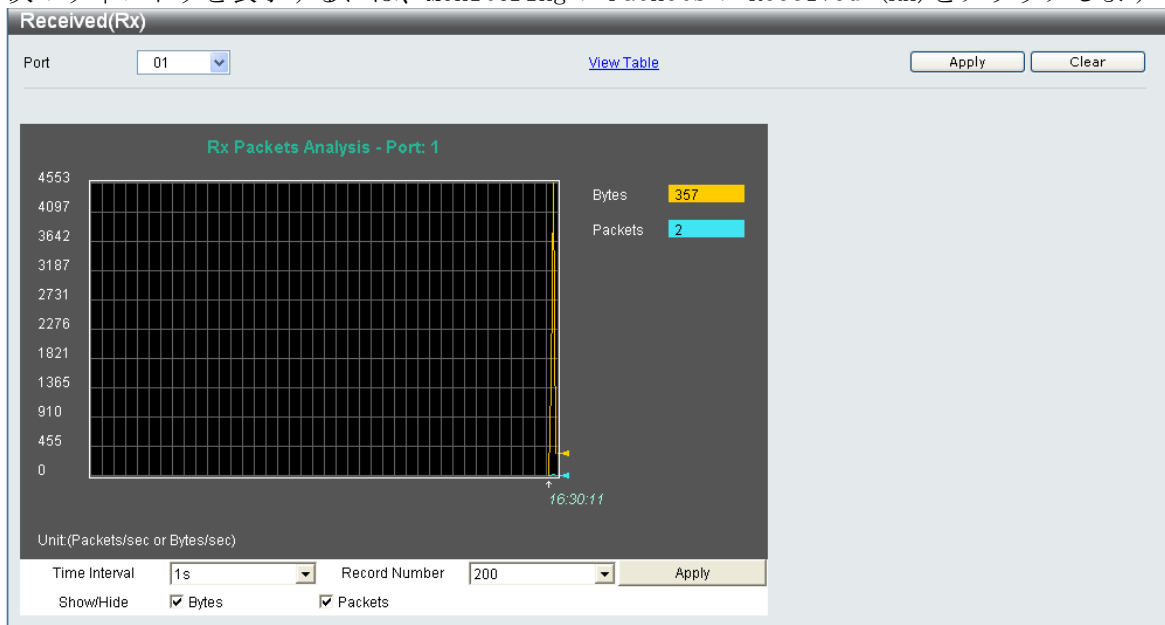 Received(Rx)
Port 01 View Table Apply Clear
Rx Packets Analysis - Port: 1
4553
4097
3642
3187
2731
2276
1821
1365
910
455
0
Bytes 357
Packets 2
16:30:11
Unit:(Packets/sec or Bytes/sec)
Time Interval 1s Record Number 200 Apply
Show/Hide Bytes Packets